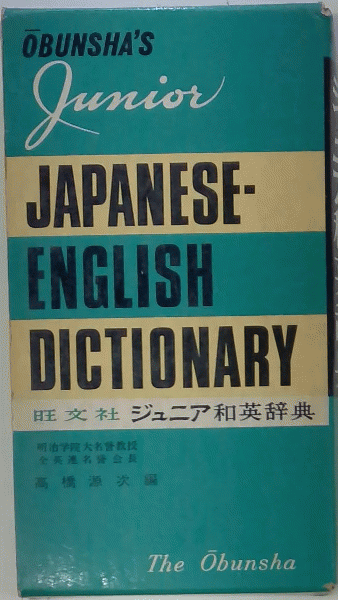 ŌBUNSHA'S
Junior
JAPANESE-
ENGLISH
DICTIONARY
旺文社 ジュニア和英辞典
明治学院大名誉教授
全英連名誉会長
高橋源次編
The Ōbunsha